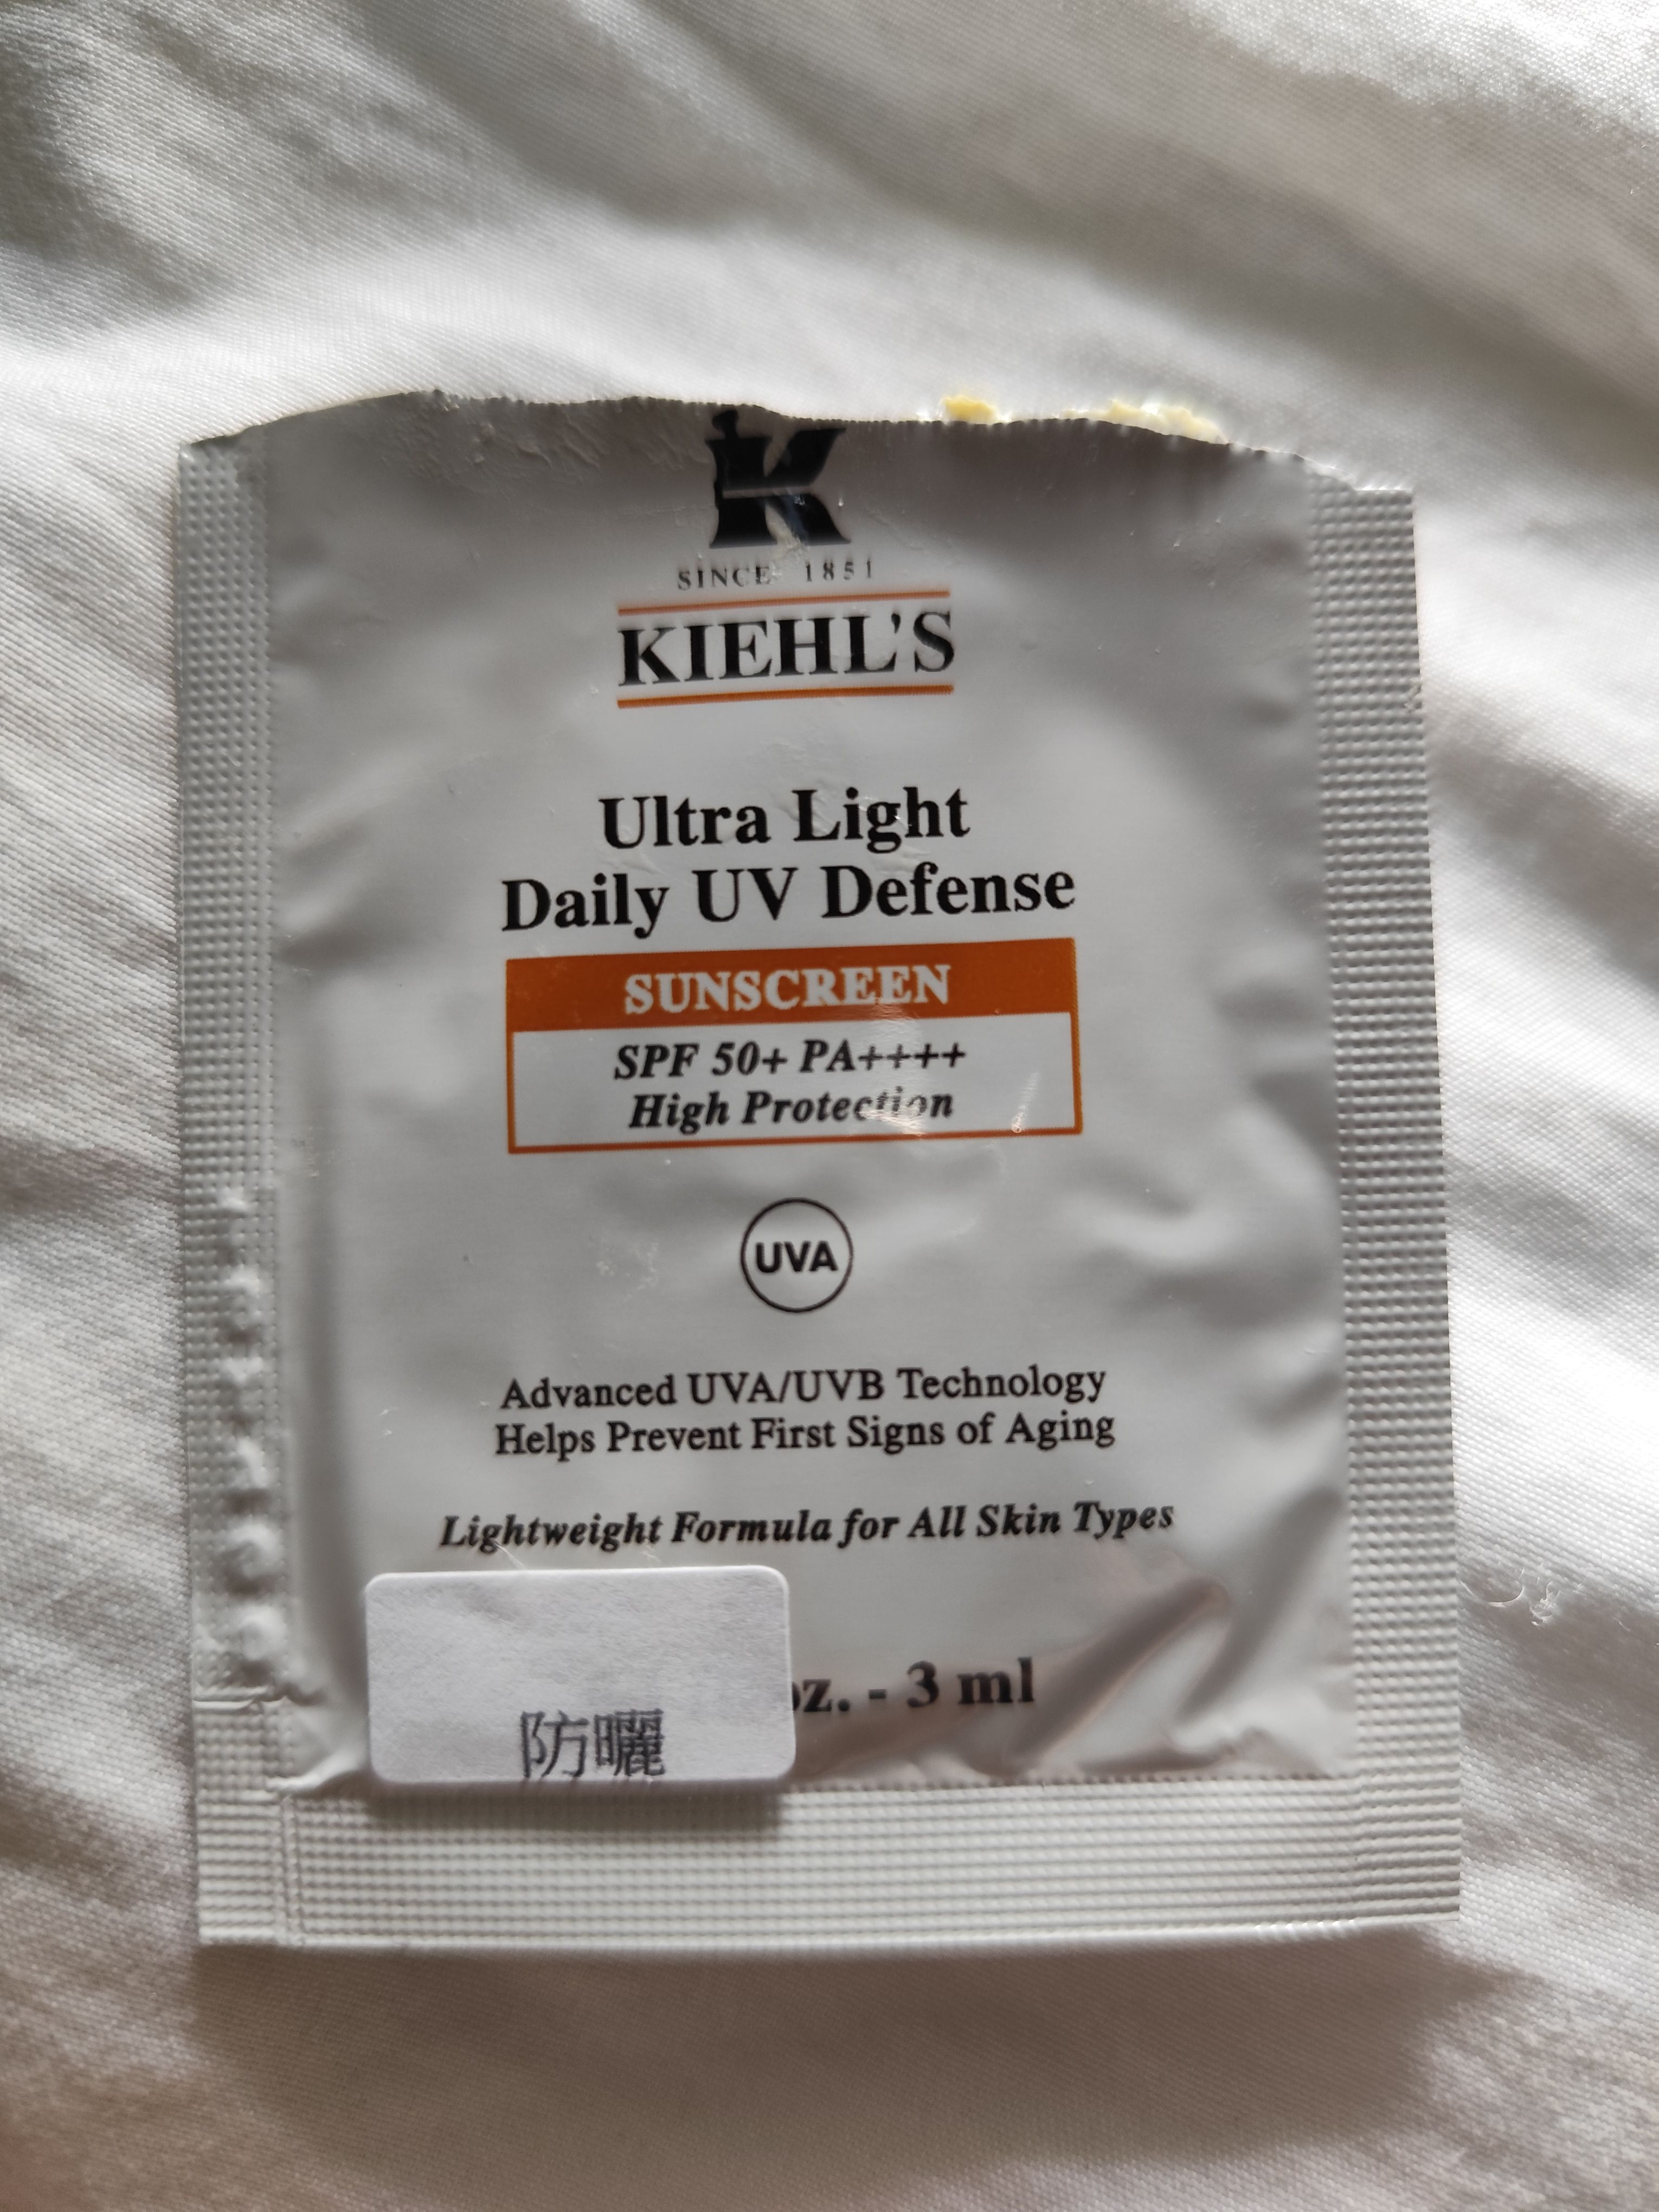 K
SINCE 1851
KIEHL'S
Ultra Light
Daily UV Defense
SUNSCREEN
SPF 50+ PA++++
High Protection
UVA
Advanced UVA/UVB Technology
Helps Prevent First Signs of Aging
Lightweight Formula for All Skin Types
oz. - 3 ml
防曬